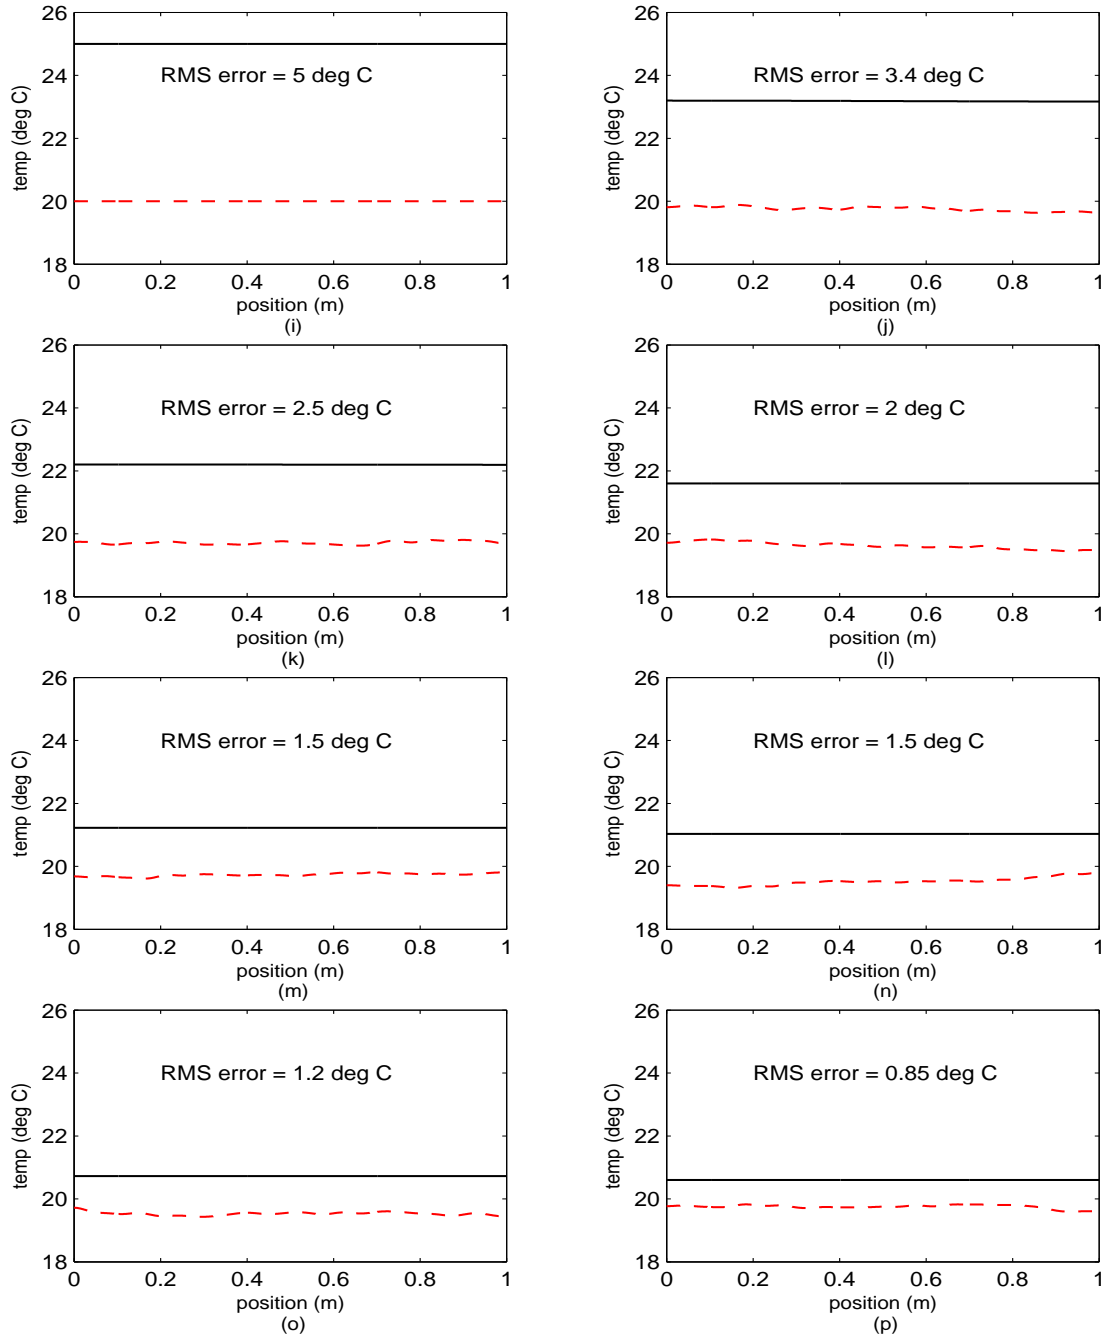 26
24
22
20
18
temp (deg C)
RMS error = 5 deg C
0 0.2 0.4 0.6 0.8 1
position (m)
(i)
26
24
22
20
18
temp (deg C)
RMS error = 3.4 deg C
0 0.2 0.4 0.6 0.8 1
position (m)
(j)
26
24
22
20
18
temp (deg C)
RMS error = 2.5 deg C
0 0.2 0.4 0.6 0.8 1
position (m)
(k)
26
24
22
20
18
temp (deg C)
RMS error = 2 deg C
0 0.2 0.4 0.6 0.8 1
position (m)
(l)
26
24
22
20
18
temp (deg C)
RMS error = 1.5 deg C
0 0.2 0.4 0.6 0.8 1
position (m)
(m)
26
24
22
20
18
temp (deg C)
RMS error = 1.5 deg C
0 0.2 0.4 0.6 0.8 1
position (m)
(n)
26
24
22
20
18
temp (deg C)
RMS error = 1.2 deg C
0 0.2 0.4 0.6 0.8 1
position (m)
(o)
26
24
22
20
18
temp (deg C)
RMS error = 0.85 deg C
0 0.2 0.4 0.6 0.8 1
position (m)
(p)